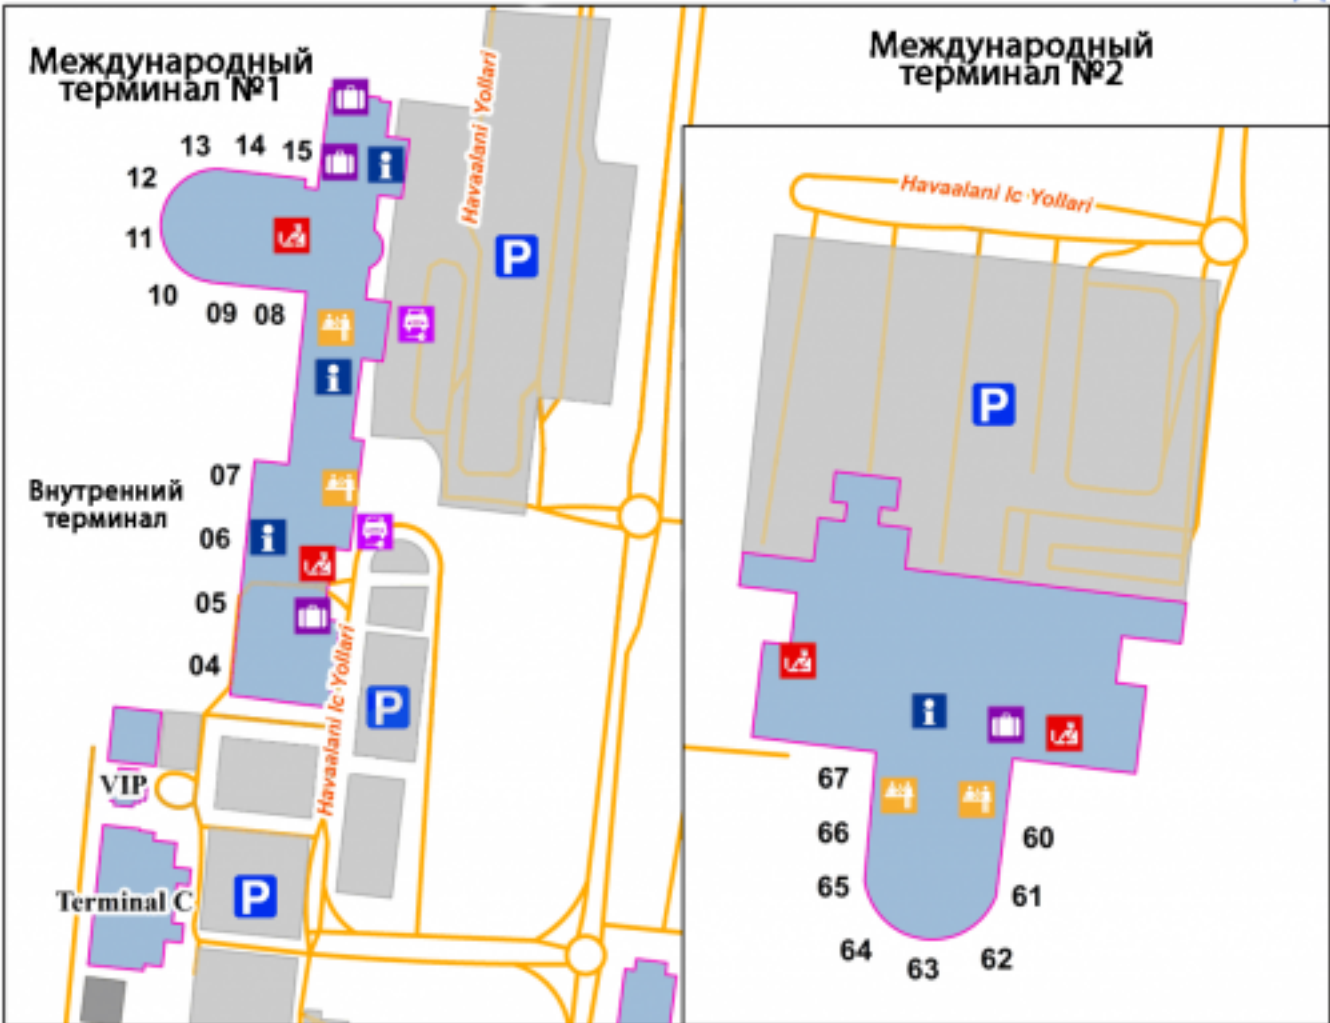 Международный
терминал №1
13 14 15
12
11
10
09 08
07
Внутренний
терминал
06
05
04
VIP
Terminal C
Havaalani Yollari
P
Havaalani Ic Yollari
P
P
Международный
терминал №2
Havaalani Ic Yollari
P
67
66
65
64
63
62
61
60